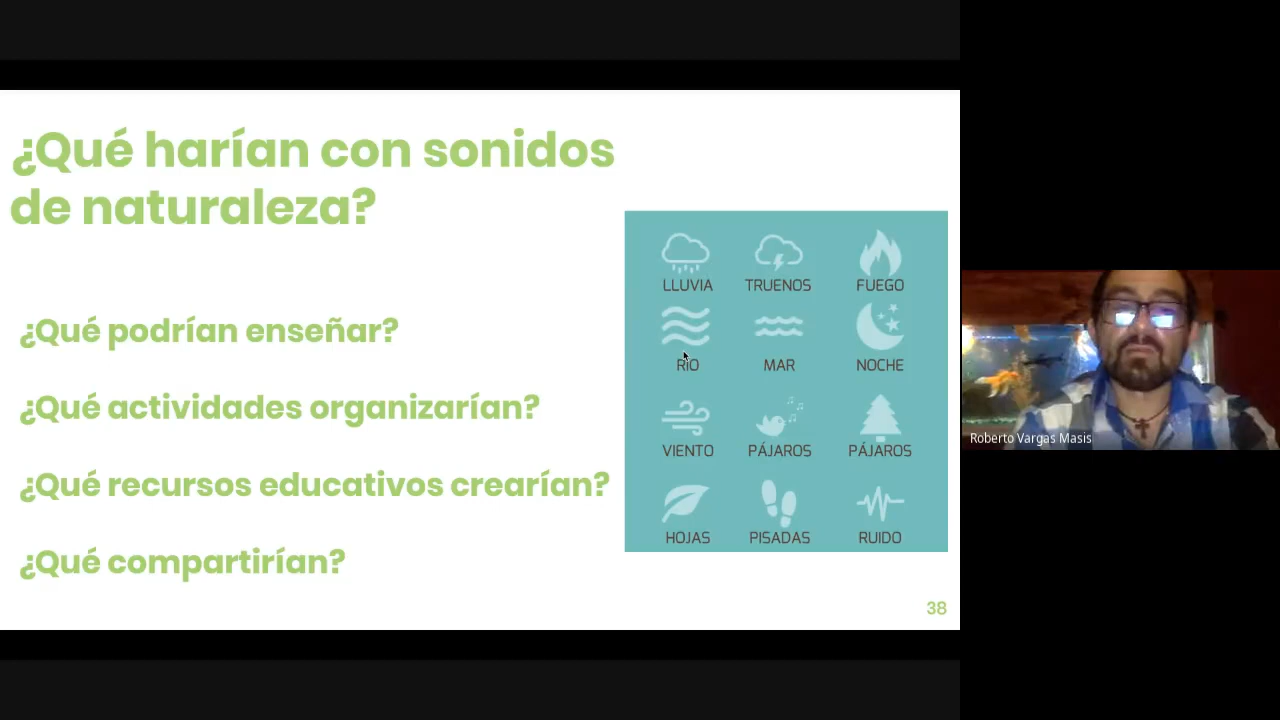 ¿Qué harían con sonidos
de naturaleza?
¿Qué podrían enseñar?
¿Qué actividades organizarían?
¿Qué recursos educativos crearían?
¿Qué compartirían?
LLUVIA TRUENOS FUEGO
RÍO MAR NOCHE
VIENTO PÁJAROS PÁJAROS
HOJAS PISADAS RUIDO
38
Roberto Vargas Masis